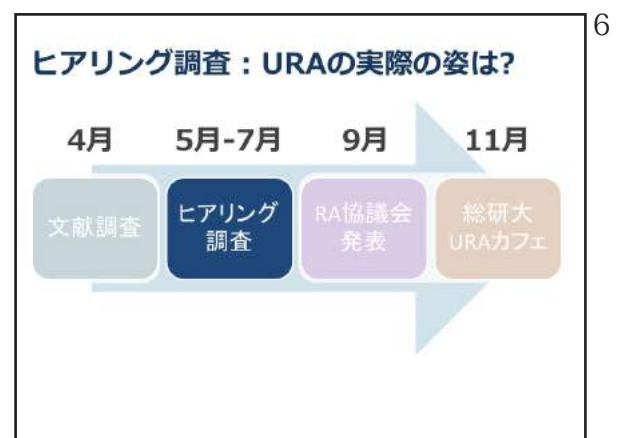 6
ヒアリング調査：URAの実際の姿は?
4月
5月-7月
9月
11月
文献調査
ヒアリング
調査
RA協議会
発表
総研大
URAカフェ